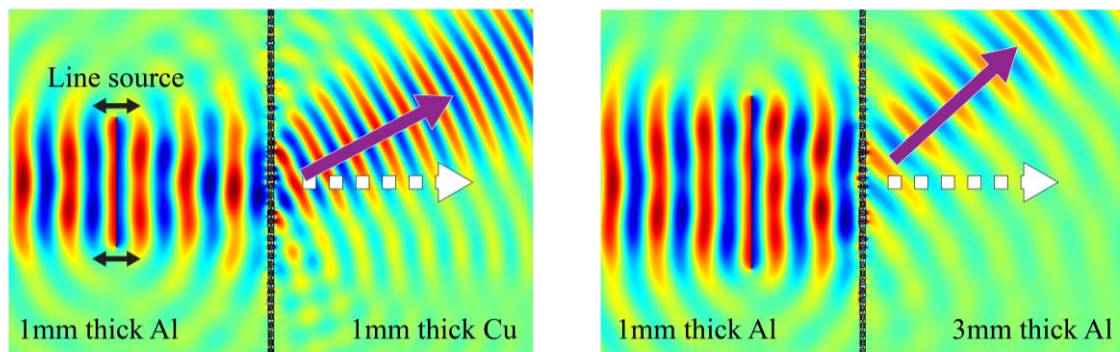 Line source
1mm thick Al
1mm thick Cu
1mm thick Al
3mm thick Al